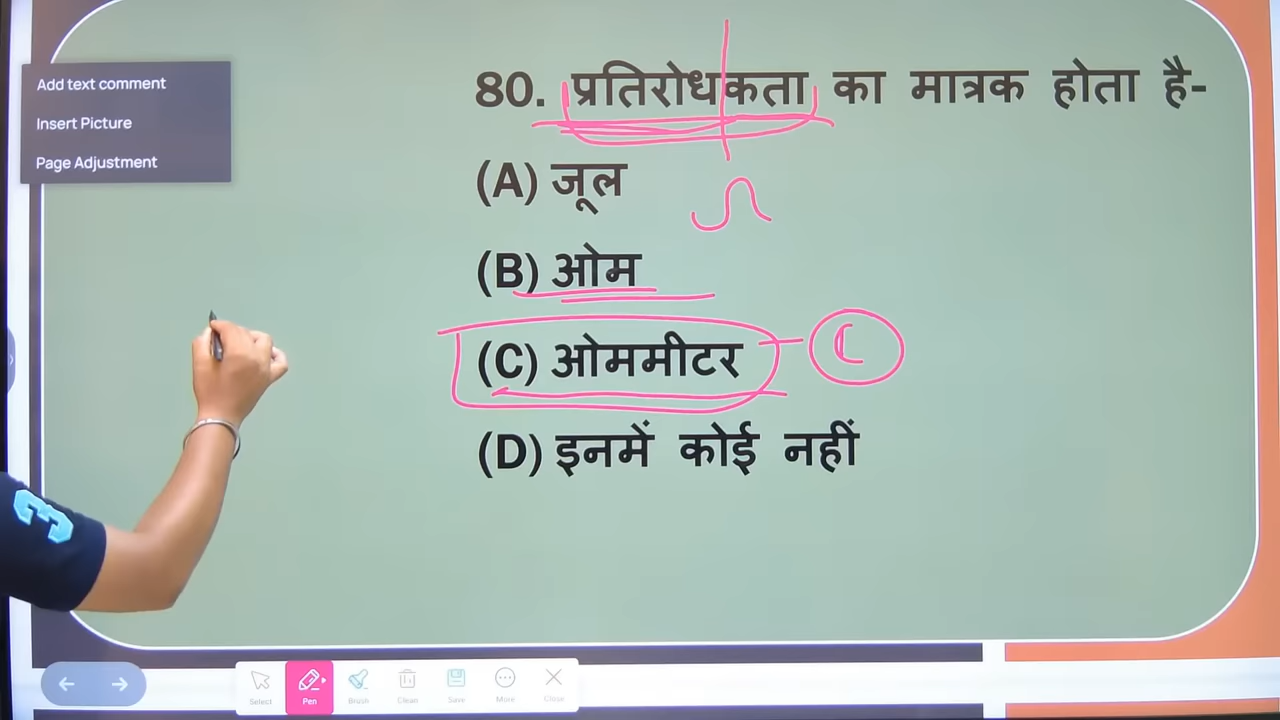 Add text comment
Insert Picture
Page Adjustment
80. प्रतिरोधकता का मात्रक होता है-
(A) जूल
Ω
(B) ओम
(C) ओममीटर
C
(D) इनमें कोई नहीं
3
Select Pen Brush Clean Save More Close